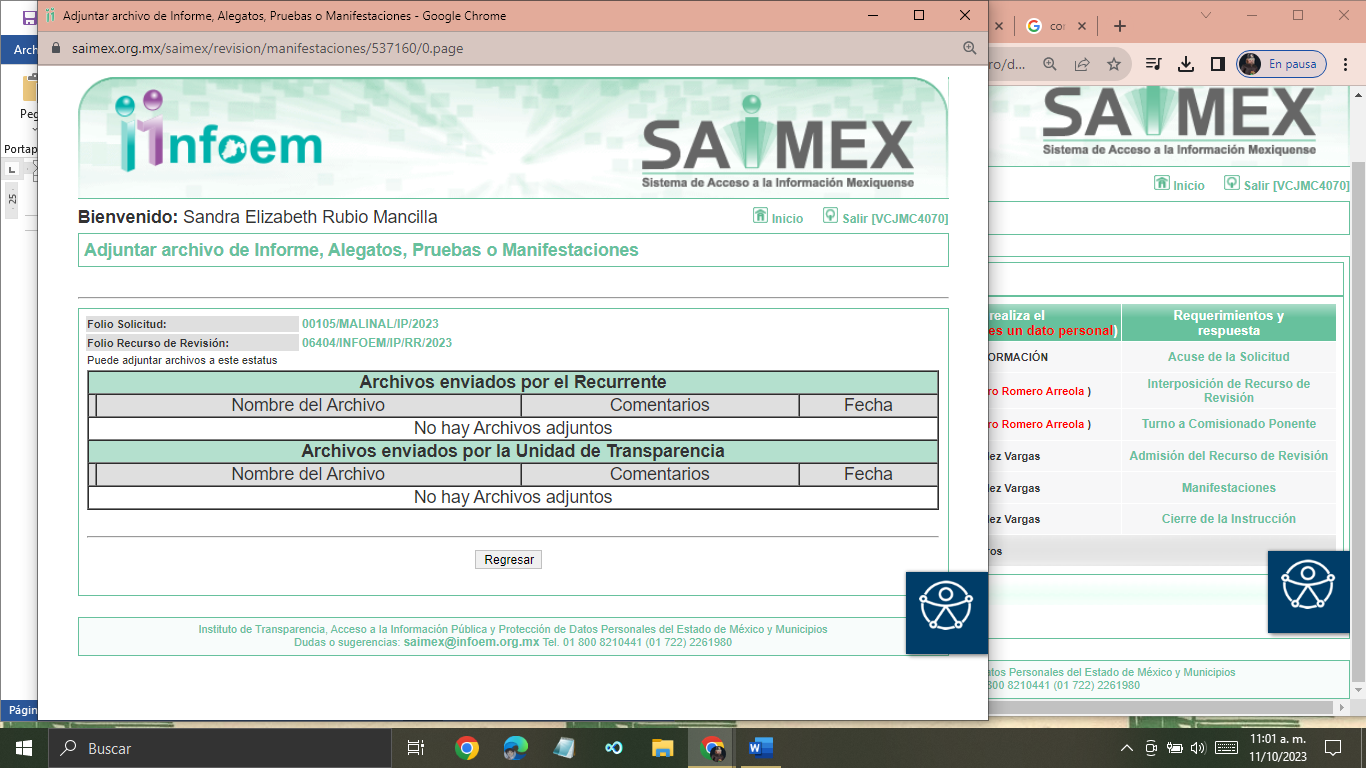 Adjuntar archivo de Informe, Alegatos, Pruebas o Manifestaciones - Google Chrome
saimex.org.mx/saimex/revision/manifestaciones/537160/0.page
Arch
Peg
Portap
25
Págin
infoem
SAIMEX
Sistema de Acceso a la Información Mexiquense
Bienvenido: Sandra Elizabeth Rubio Mancilla
Inicio Salir [VCJMC4070]
Adjuntar archivo de Informe, Alegatos, Pruebas o Manifestaciones
Folio Solicitud: 00105/MALINAL/IP/2023
Folio Recurso de Revisión: 06404/INFOEM/IP/RR/2023
Puede adjuntar archivos a este estatus
Archivos enviados por el Recurrente
Nombre del Archivo Comentarios Fecha
No hay Archivos adjuntos
Archivos enviados por la Unidad de Transparencia
Nombre del Archivo Comentarios Fecha
No hay Archivos adjuntos
Regresar
Instituto de Transparencia, Acceso a la Información Pública y Protección de Datos Personales del Estado de México y Municipios
Dudas o sugerencias: saimex@infoem.org.mx Tel. 01 800 8210441 (01 722) 2261980
co
ro/d...
En pausa
SAIMEX
Sistema de Acceso a la Información Mexiquense
Inicio Salir [VCJMC4070]
realiza el
es un dato personal)
Requerimientos y
respuesta
ORMACIÓN Acuse de la Solicitud
ro Romero Arreola ) Interposición de Recurso de
Revisión
ro Romero Arreola ) Turno a Comisionado Ponente
lez Vargas Admisión del Recurso de Revisión
lez Vargas Manifestaciones
lez Vargas Cierre de la Instrucción
ros
atos Personales del Estado de México y Municipios
800 8210441 (01 722) 2261980
Buscar
11:01 a. m.
11/10/2023